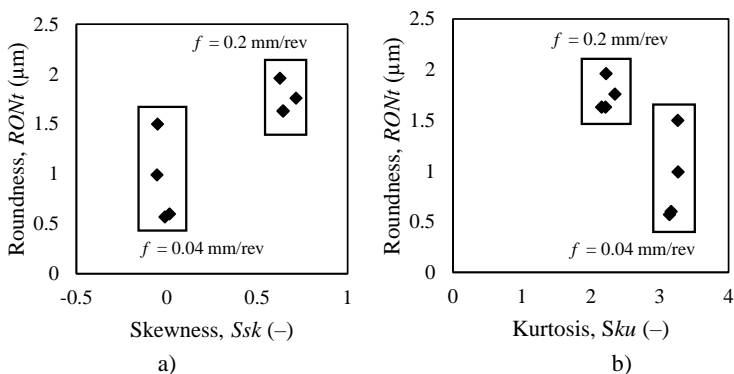 Roundness, RONt (µm)
2.5
2
1.5
1
0.5
0
f = 0.2 mm/rev
f = 0.04 mm/rev
-0.5 0 0.5 1
Skewness, Ssk (–)
a)
Roundness, RONt (µm)
2.5
2
1.5
1
0.5
0
f = 0.2 mm/rev
f = 0.04 mm/rev
0 1 2 3 4
Kurtosis, Sku (–)
b)